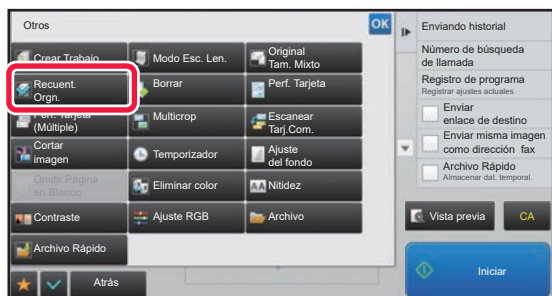 Otros
OK
Crear Trabajo
Modo Esc. Len.
Original
Tam. Mixto
Recuent.
Orgn.
Borrar
Perf. Tarjeta
Perf. Tarjeta
(Múltiple)
Multicrop
Escanear
Tarj.Com.
Cortar
imagen
Temporizador
Ajuste
del fondo
Omitir Página
en Blanco
Eliminar color
Nitidez
Contraste
Ajuste RGB
Archivo
Archivo Rápido
Atrás
Enviando historial
Número de búsqueda
de llamada
Registro de programa
Registrar ajustes actuales
Enviar
enlace de destino
Enviar misma imagen
como dirección fax
Archivo Rápido
Almacenar dat. temporal.
Vista previa
CA
Iniciar